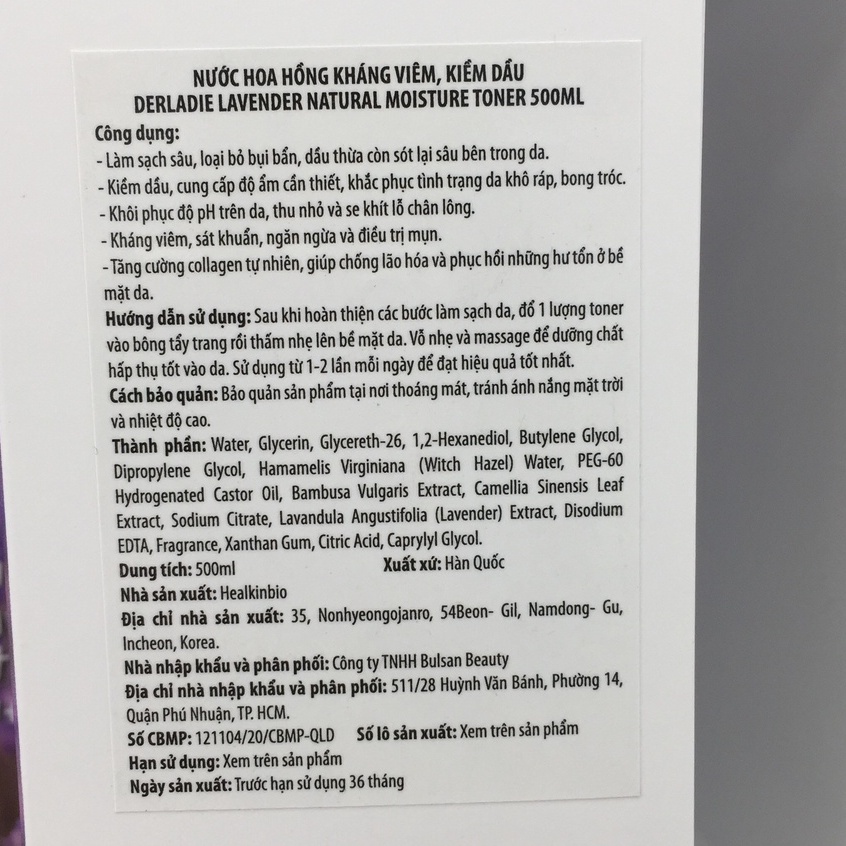 NƯỚC HOA HỒNG KHÁNG VIÊM, KIỀM DẦU
DERLADIE LAVENDER NATURAL MOISTURE TONER 500ML
Công dụng:
- Làm sạch sâu, loại bỏ bụi bẩn, dầu thừa còn sót lại sâu bên trong da.
- Kiềm dầu, cung cấp độ ẩm cần thiết, khắc phục tình trạng da khô ráp, bong tróc.
- Khôi phục độ pH trên da, thu nhỏ và se khít lỗ chân lông.
- Kháng viêm, sát khuẩn, ngăn ngừa và điều trị mụn.
- Tăng cường collagen tự nhiên, giúp chống lão hóa và phục hồi những hư tổn ở bề
mặt da.
Hướng dẫn sử dụng: Sau khi hoàn thiện các bước làm sạch da, đổ 1 lượng toner
vào bông tẩy trang rồi thấm nhẹ lên bề mặt da. Vỗ nhẹ và massage để dưỡng chất
hấp thụ tốt vào da. Sử dụng từ 1-2 lần mỗi ngày để đạt hiệu quả tốt nhất.
Cách bảo quản: Bảo quản sản phẩm tại nơi thoáng mát, tránh ánh nắng mặt trời
và nhiệt độ cao.
Thành phần: Water, Glycerin, Glycereth-26, 1,2-Hexanediol, Butylene Glycol,
Dipropylene Glycol, Hamamelis Virginiana (Witch Hazel) Water, PEG-60
Hydrogenated Castor Oil, Bambusa Vulgaris Extract, Camellia Sinensis Leaf
Extract, Sodium Citrate, Lavandula Angustifolia (Lavender) Extract, Disodium
EDTA, Fragrance, Xanthan Gum, Citric Acid, Caprylyl Glycol.
Dung tích: 500ml Xuất xứ: Hàn Quốc
Nhà sản xuất: Healkinbio
Địa chỉ nhà sản xuất: 35, Nonhyeongojanro, 54Beon- Gil, Namdong- Gu,
Incheon, Korea.
Nhà nhập khẩu và phân phối: Công ty TNHH Bulsan Beauty
Địa chỉ nhà nhập khẩu và phân phối: 511/28 Huỳnh Văn Bánh, Phường 14,
Quận Phú Nhuận, TP. HCM.
Số CBMP: 121104/20/CBMP-QLD Số lô sản xuất: Xem trên sản phẩm
Hạn sử dụng: Xem trên sản phẩm
Ngày sản xuất: Trước hạn sử dụng 36 tháng